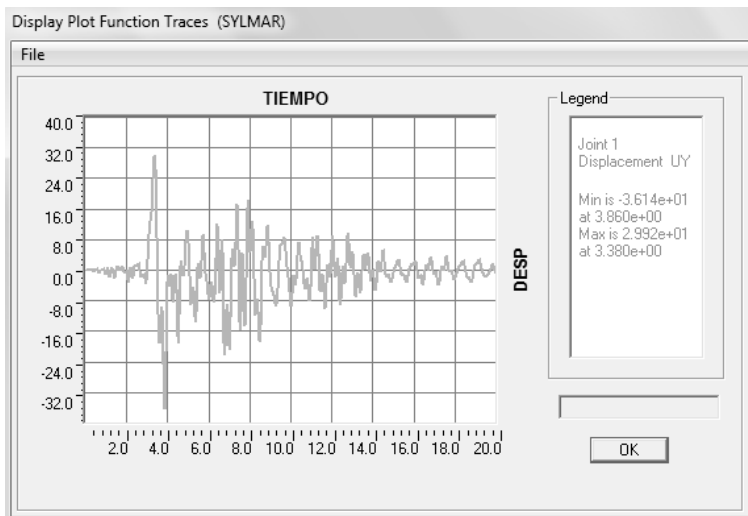 Display Plot Function Traces (SYLMAR)
File
TIEMPO
40.0
32.0
24.0
16.0
8.0
0.0
-8.0
-16.0
-24.0
-32.0
2.0 4.0 6.0 8.0 10.0 12.0 14.0 16.0 18.0 20.0
DESP
Legend
Joint 1
Displacement UY
Min is -3.614e+01
at 3.860e+00
Max is 2.992e+01
at 3.380e+00
OK